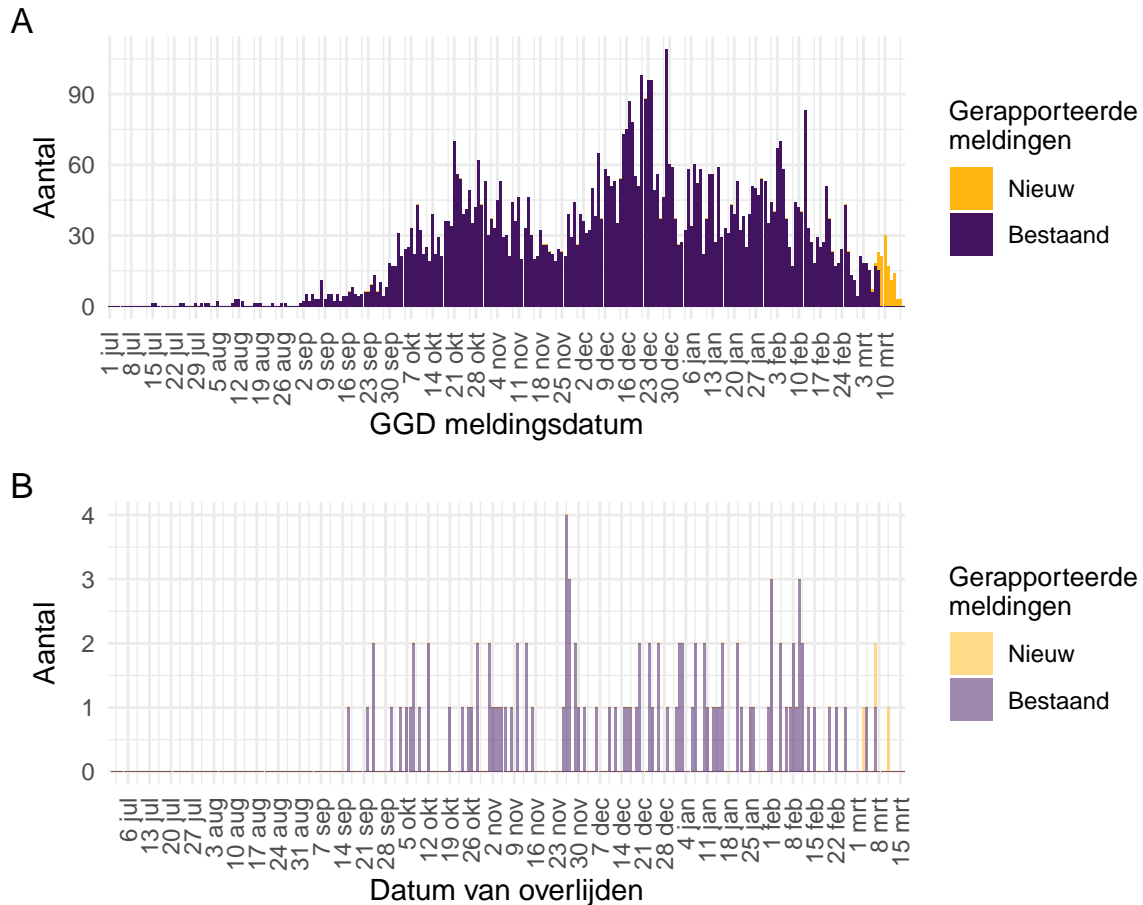 A
90
60
30
0
Aantal
1 jul
8 jul
15 jul
22 jul
29 jul
5 aug
12 aug
19 aug
26 aug
2 sep
9 sep
16 sep
23 sep
30 sep
7 okt
14 okt
21 okt
28 okt
4 nov
11 nov
18 nov
25 nov
2 dec
9 dec
16 dec
23 dec
30 dec
6 jan
13 jan
20 jan
27 jan
3 feb
10 feb
17 feb
24 feb
3 mrt
10 mrt
GGD meldingsdatum
Gerapporteerde
meldingen
Nieuw
Bestaand
B
4
3
2
1
0
Aantal
6 jul
13 jul
20 jul
27 jul
3 aug
10 aug
17 aug
24 aug
31 aug
7 sep
14 sep
21 sep
28 sep
5 okt
12 okt
19 okt
26 okt
2 nov
9 nov
16 nov
23 nov
30 nov
7 dec
14 dec
21 dec
28 dec
4 jan
11 jan
18 jan
25 jan
1 feb
8 feb
15 feb
22 feb
1 mrt
8 mrt
15 mrt
Datum van overlijden
Gerapporteerde
meldingen
Nieuw
Bestaand